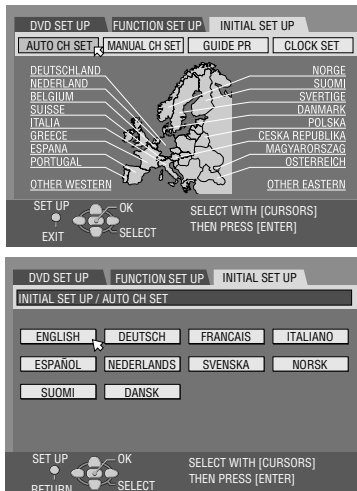 DVD SET UP FUNCTION SET UP INITIAL SET UP
AUTO CH SET MANUAL CH SET GUIDE PR CLOCK SET
DEUTSCHLAND NORGE
NEDERLAND SUOMI
BELGIUM SVERTIGE
SUISSE DANMARK
ITALIA POLSKA
GREECE CESKA REPUBLIKA
ESPANA MAGYARORSZAG
PORTUGAL OSTERREICH
OTHER WESTERN OTHER EASTERN
SET UP OK SELECT WITH [CURSORS]
EXIT SELECT THEN PRESS [ENTER]
DVD SET UP FUNCTION SET UP INITIAL SET UP
INITIAL SET UP / AUTO CH SET
ENGLISH DEUTSCH FRANCAIS ITALIANO
ESPAÑOL NEDERLANDS SVENSKA NORSK
SUOMI DANSK
SET UP OK SELECT WITH [CURSORS]
RETURN SELECT THEN PRESS [ENTER]